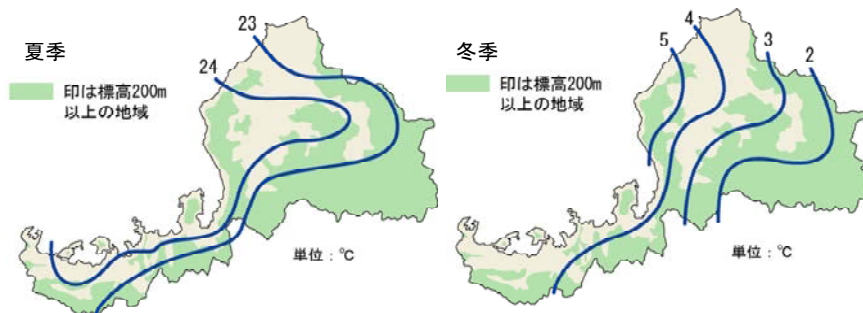 夏季
23
24
印は標高200m
以上の地域
単位：℃
冬季
5
4
3
2
印は標高200m
以上の地域
単位：℃